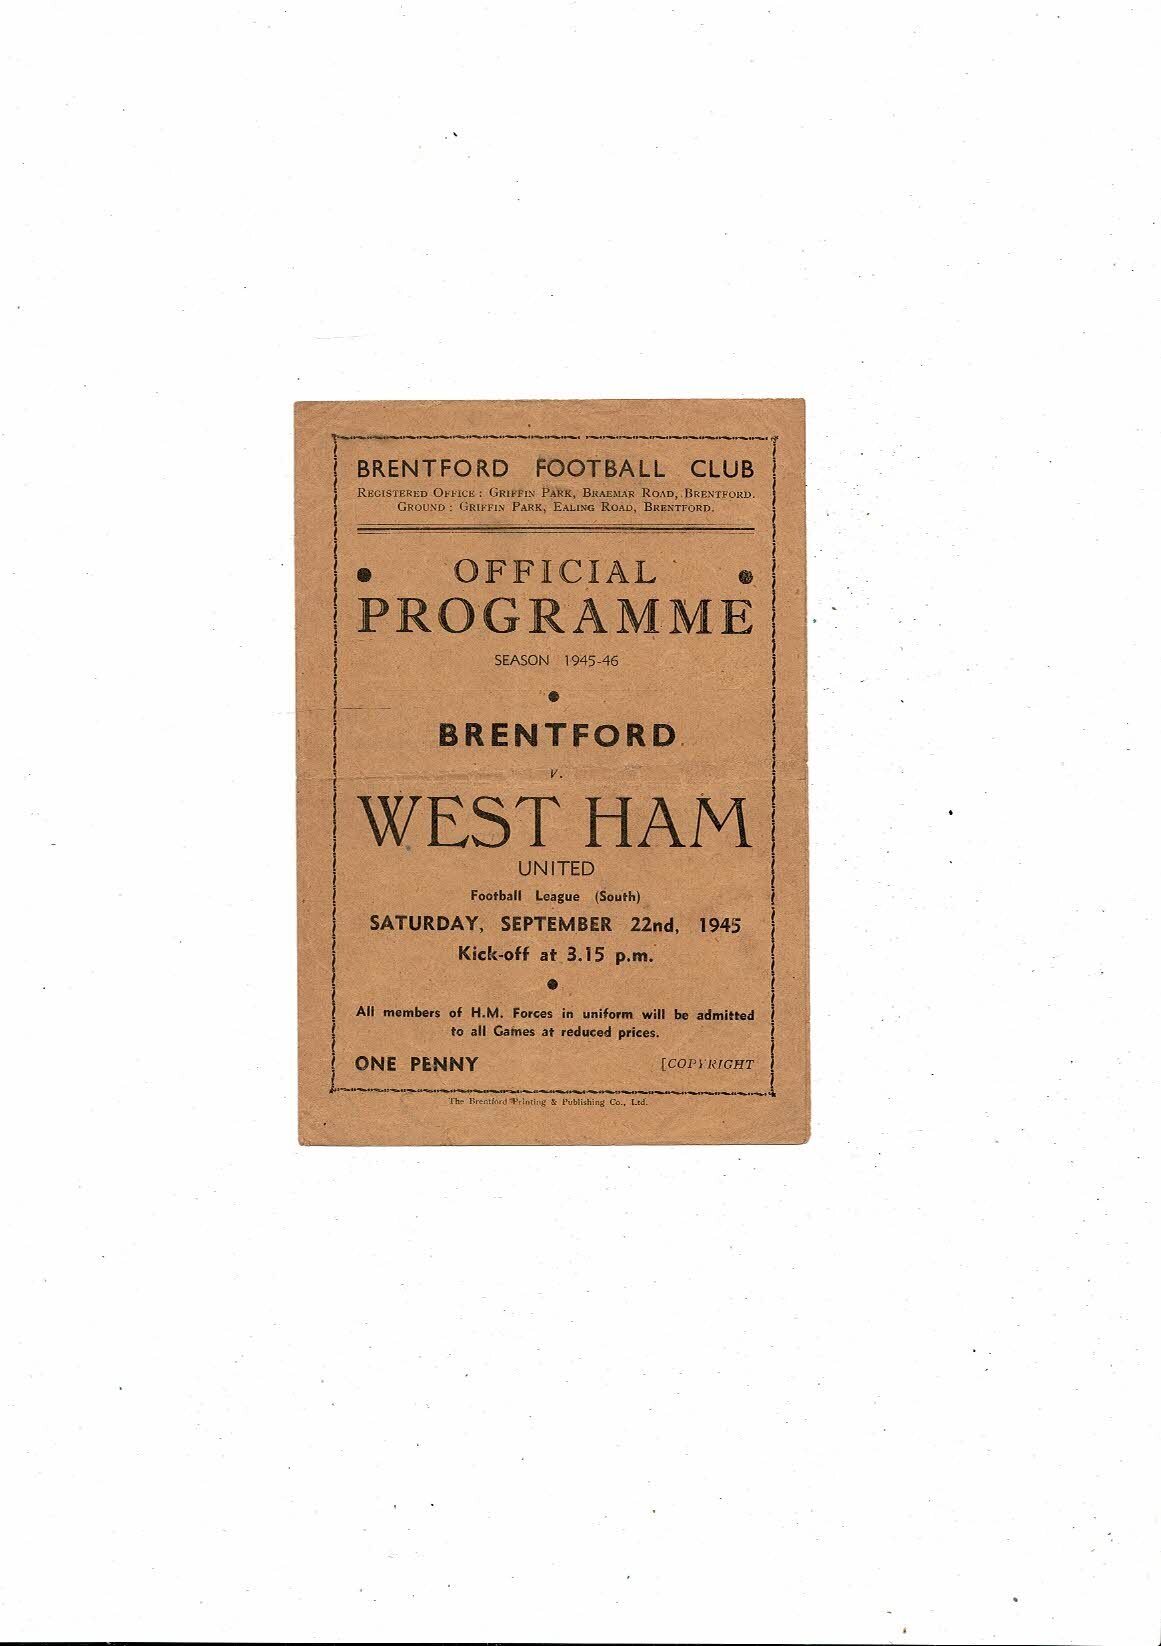 BRENTFORD FOOTBALL CLUB
REGISTERED OFFICE : GRIFFIN PARK, BRAEMAR ROAD, BRENTFORD.
GROUND : GRIFFIN PARK, EALING ROAD, BRENTFORD.
OFFICIAL
PROGRAMME
SEASON 1945-46
BRENTFORD
v.
WEST HAM
UNITED
Football League (South)
SATURDAY, SEPTEMBER 22nd, 1945
Kick-off at 3.15 p.m.
All members of H.M. Forces in uniform will be admitted
to all Games at reduced prices.
ONE PENNY [COPYRIGHT
The Brentford Printing & Publishing Co., Ltd.